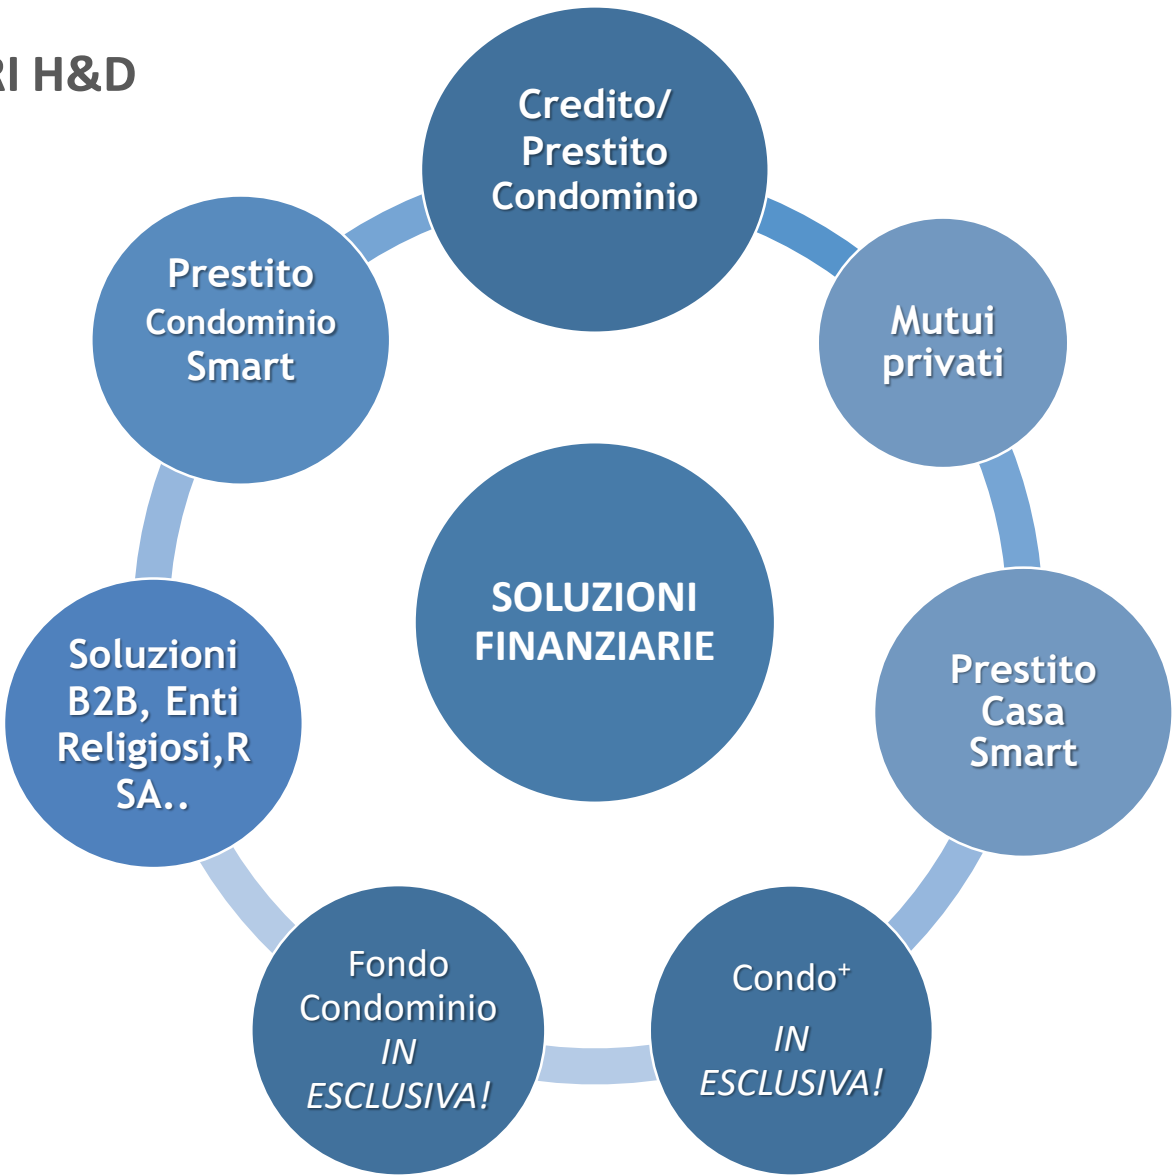 RI H&D
Credito/
Prestito
Condominio
Mutui
privati
Prestito
Casa
Smart
Condo⁺
IN
ESCLUSIVA!
Fondo
Condominio
IN
ESCLUSIVA!
Soluzioni
B2B, Enti
Religiosi,R
SA..
Prestito
Condominio
Smart
SOLUZIONI
FINANZIARIE